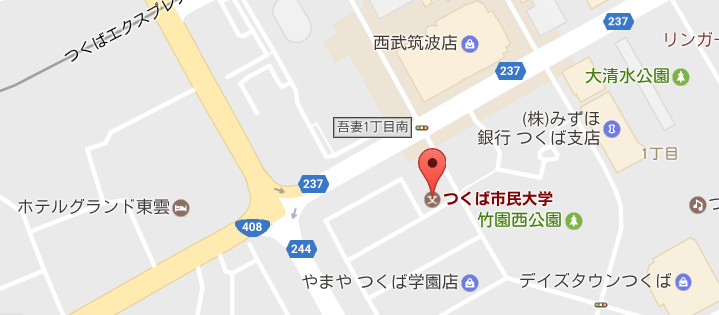 つくばエクスプレス
西武筑波店
237
237
リンガー
大清水公園
吾妻1丁目南
(株)みずほ
銀行 つくば支店
1丁目
237
つくば市民大学
竹園西公園
ホテルグランド東雲
408
244
つ
やまや つくば学園店
デイズタウンつくば